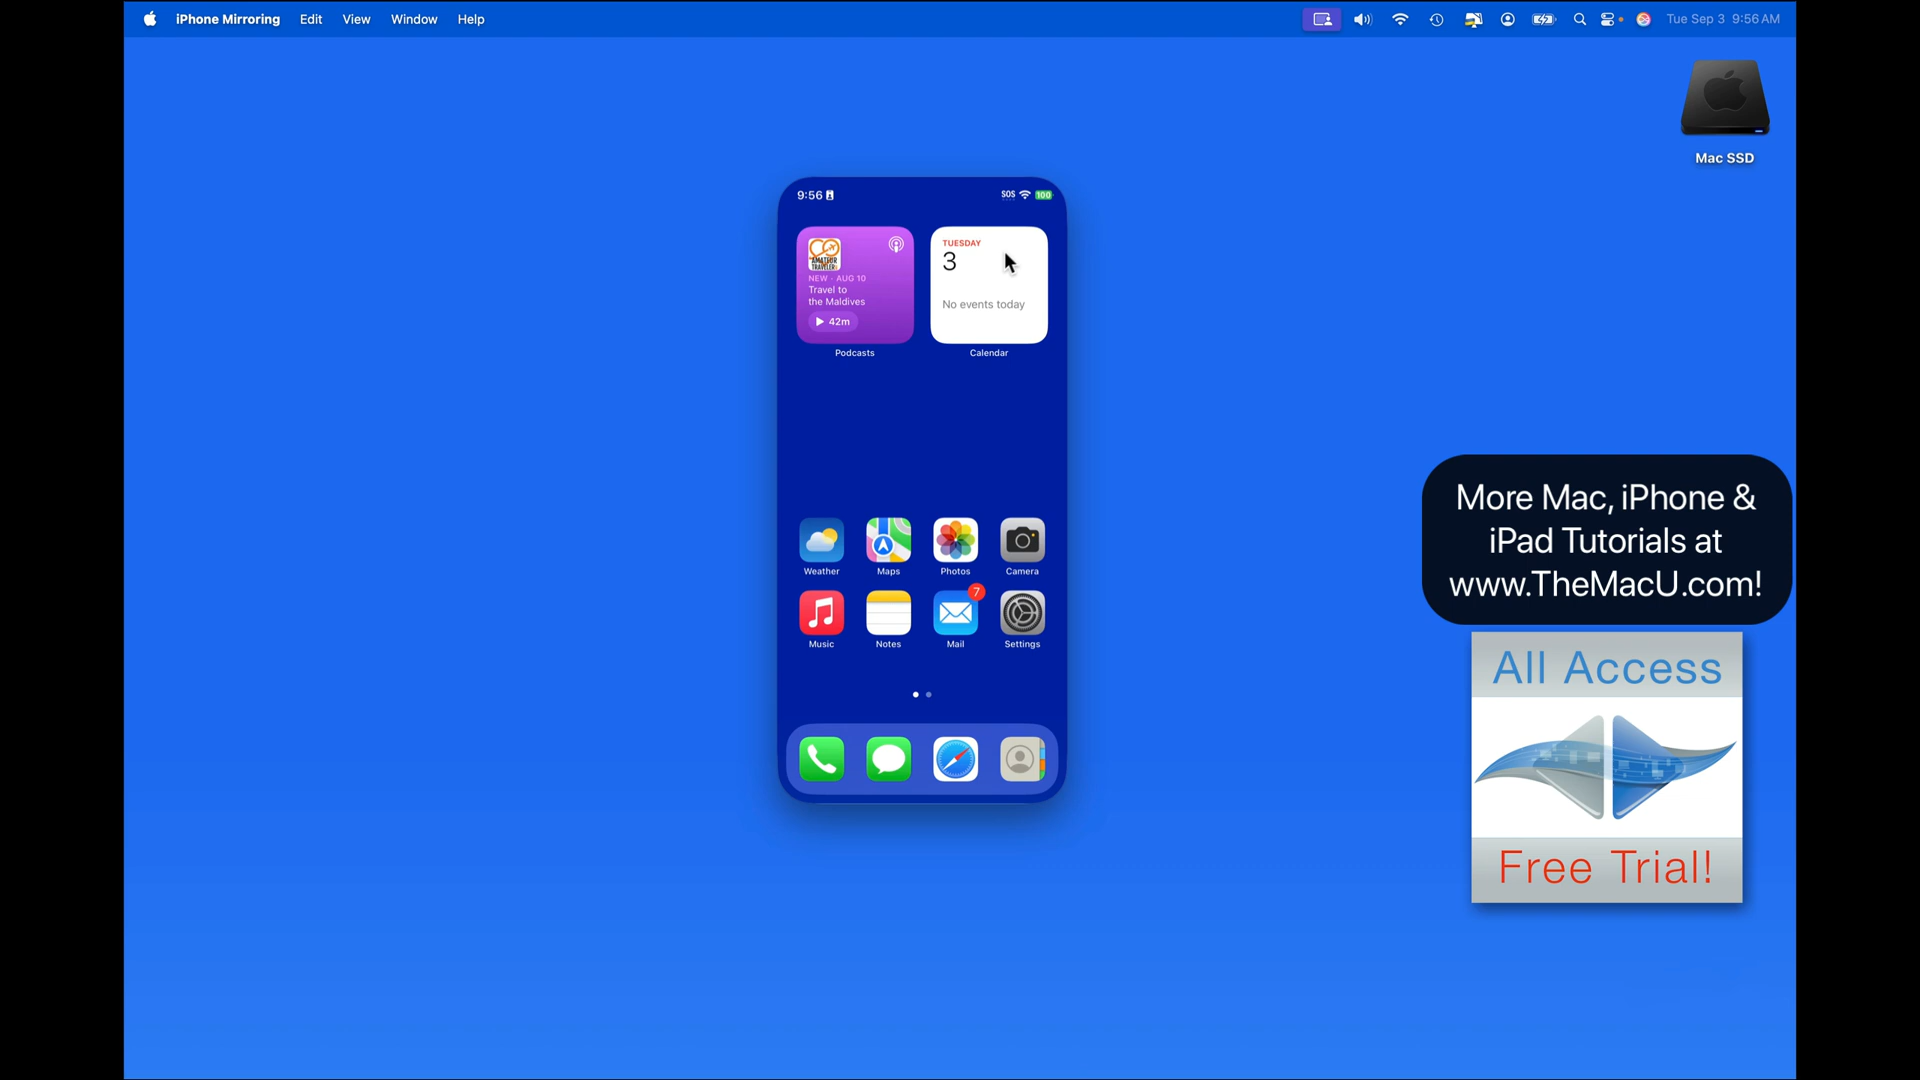 iPhone Mirroring Edit View Window Help
Tue Sep 3 9:56 AM
Mac SSD
9:56
SOS 100
AMATEUR
TRAVELER
NEW · AUG 10
Travel to
the Maldives
42m
Podcasts
TUESDAY
3
No events today
Calendar
Weather Maps Photos Camera
7
Music Notes Mail Settings
More Mac, iPhone &
iPad Tutorials at
www.TheMacU.com!
All Access
Free Trial!